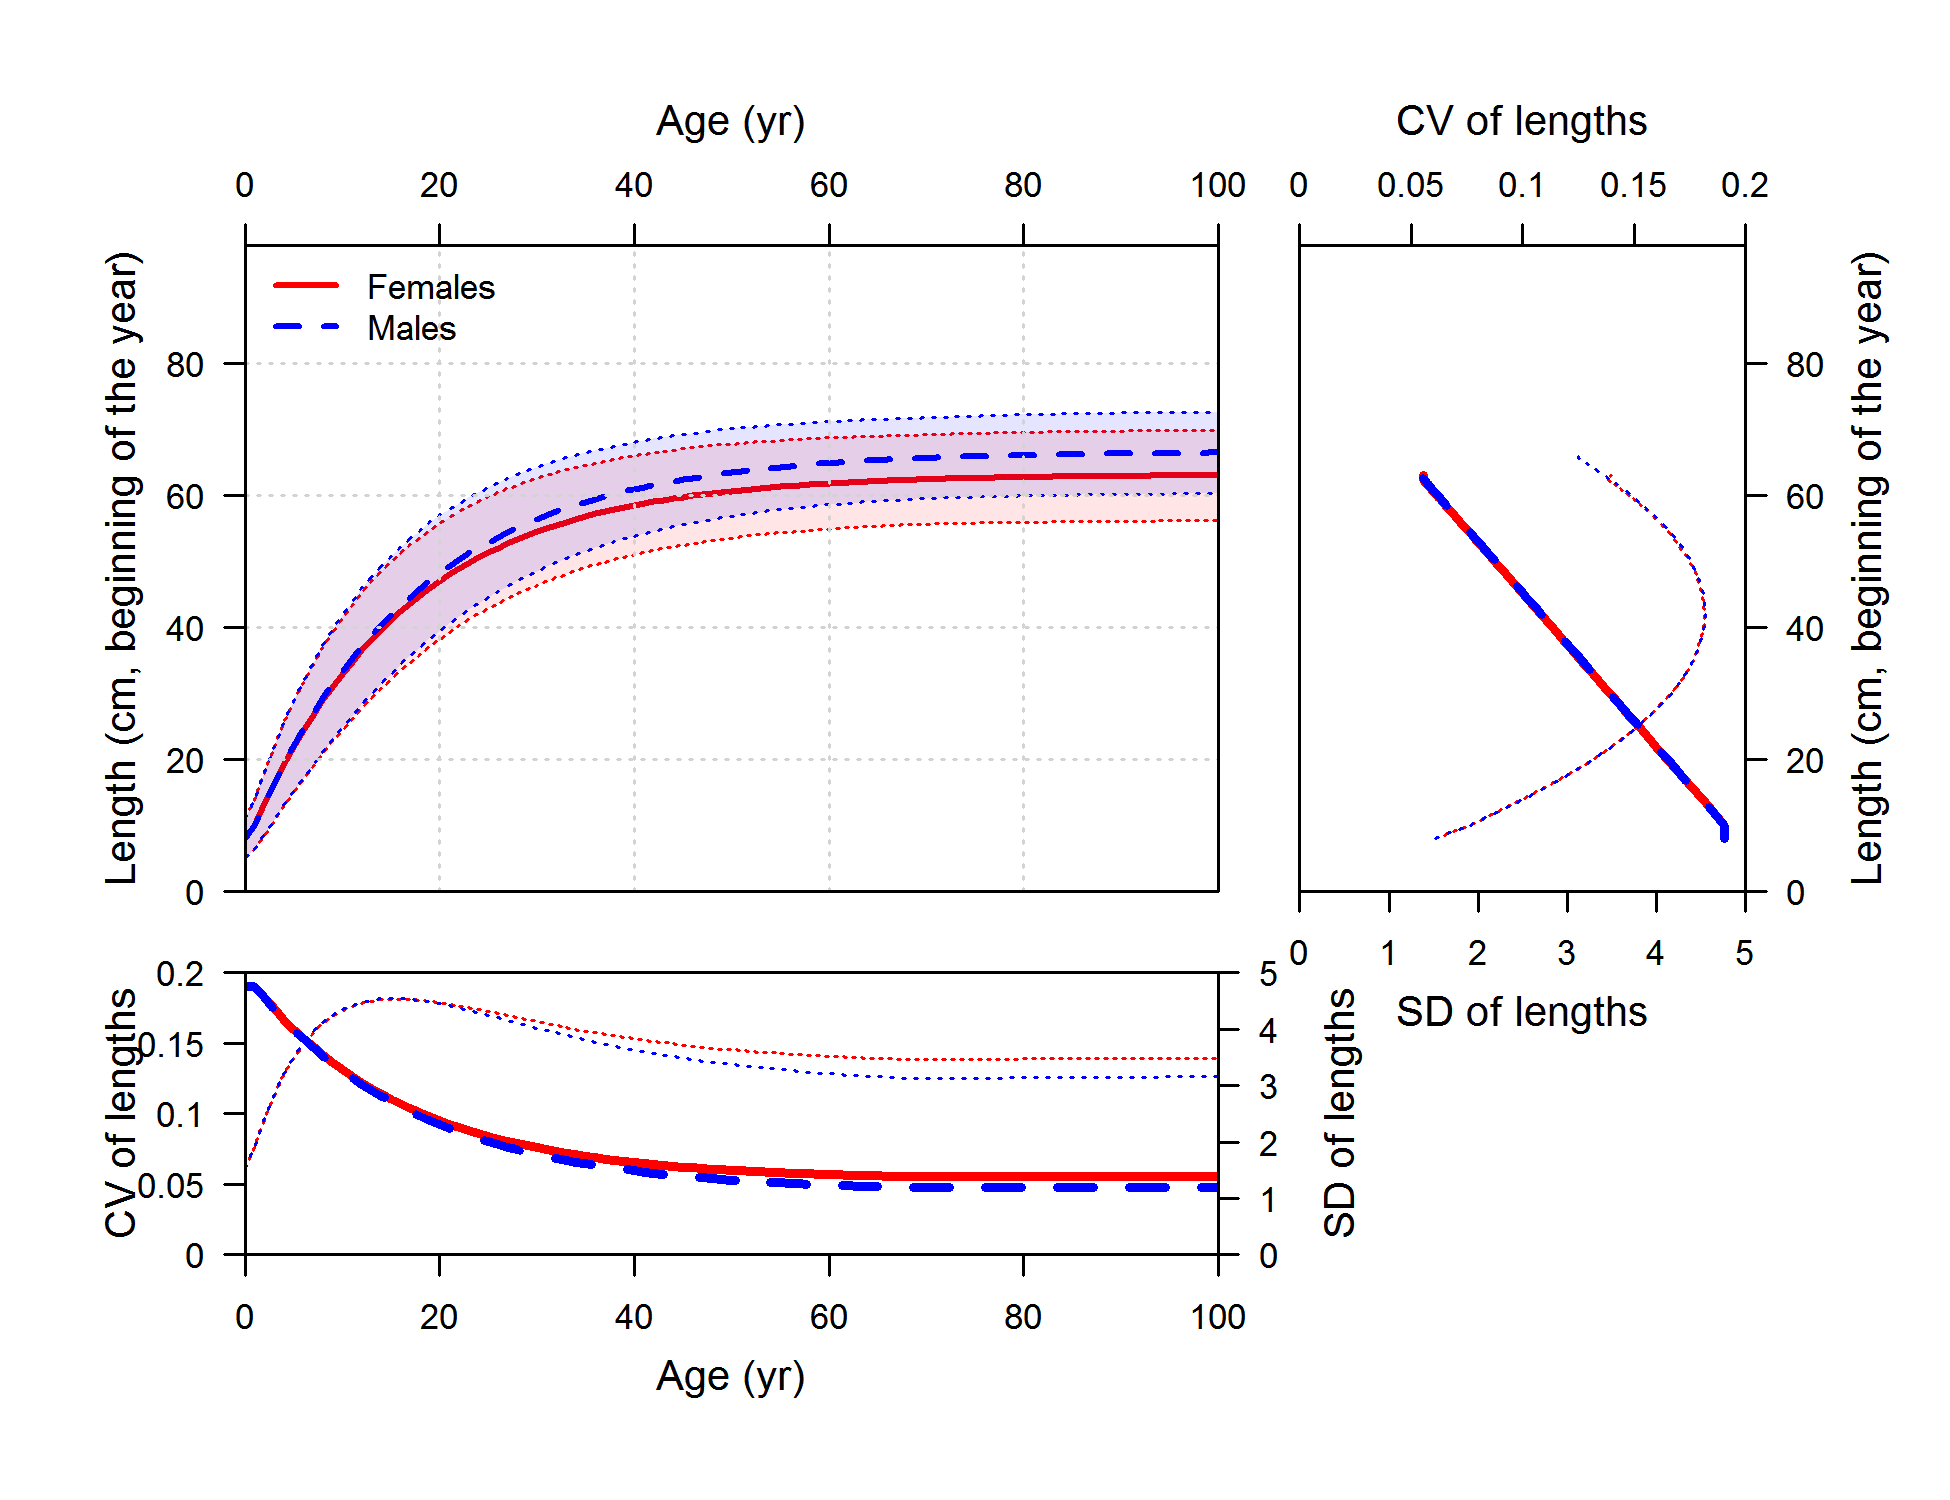 Age (yr)
CV of lengths
0 20 40 60 80 100
0 0.05 0.1 0.15 0.2
Females
Males
Length (cm, beginning of the year)
80
60
40
20
0
80
60
40
20
0
Length (cm, beginning of the year)
0 1 2 3 4 5
SD of lengths
CV of lengths
0.2
0.15
0.1
0.05
0
5
4
3
2
1
0
SD of lengths
0 20 40 60 80 100
Age (yr)